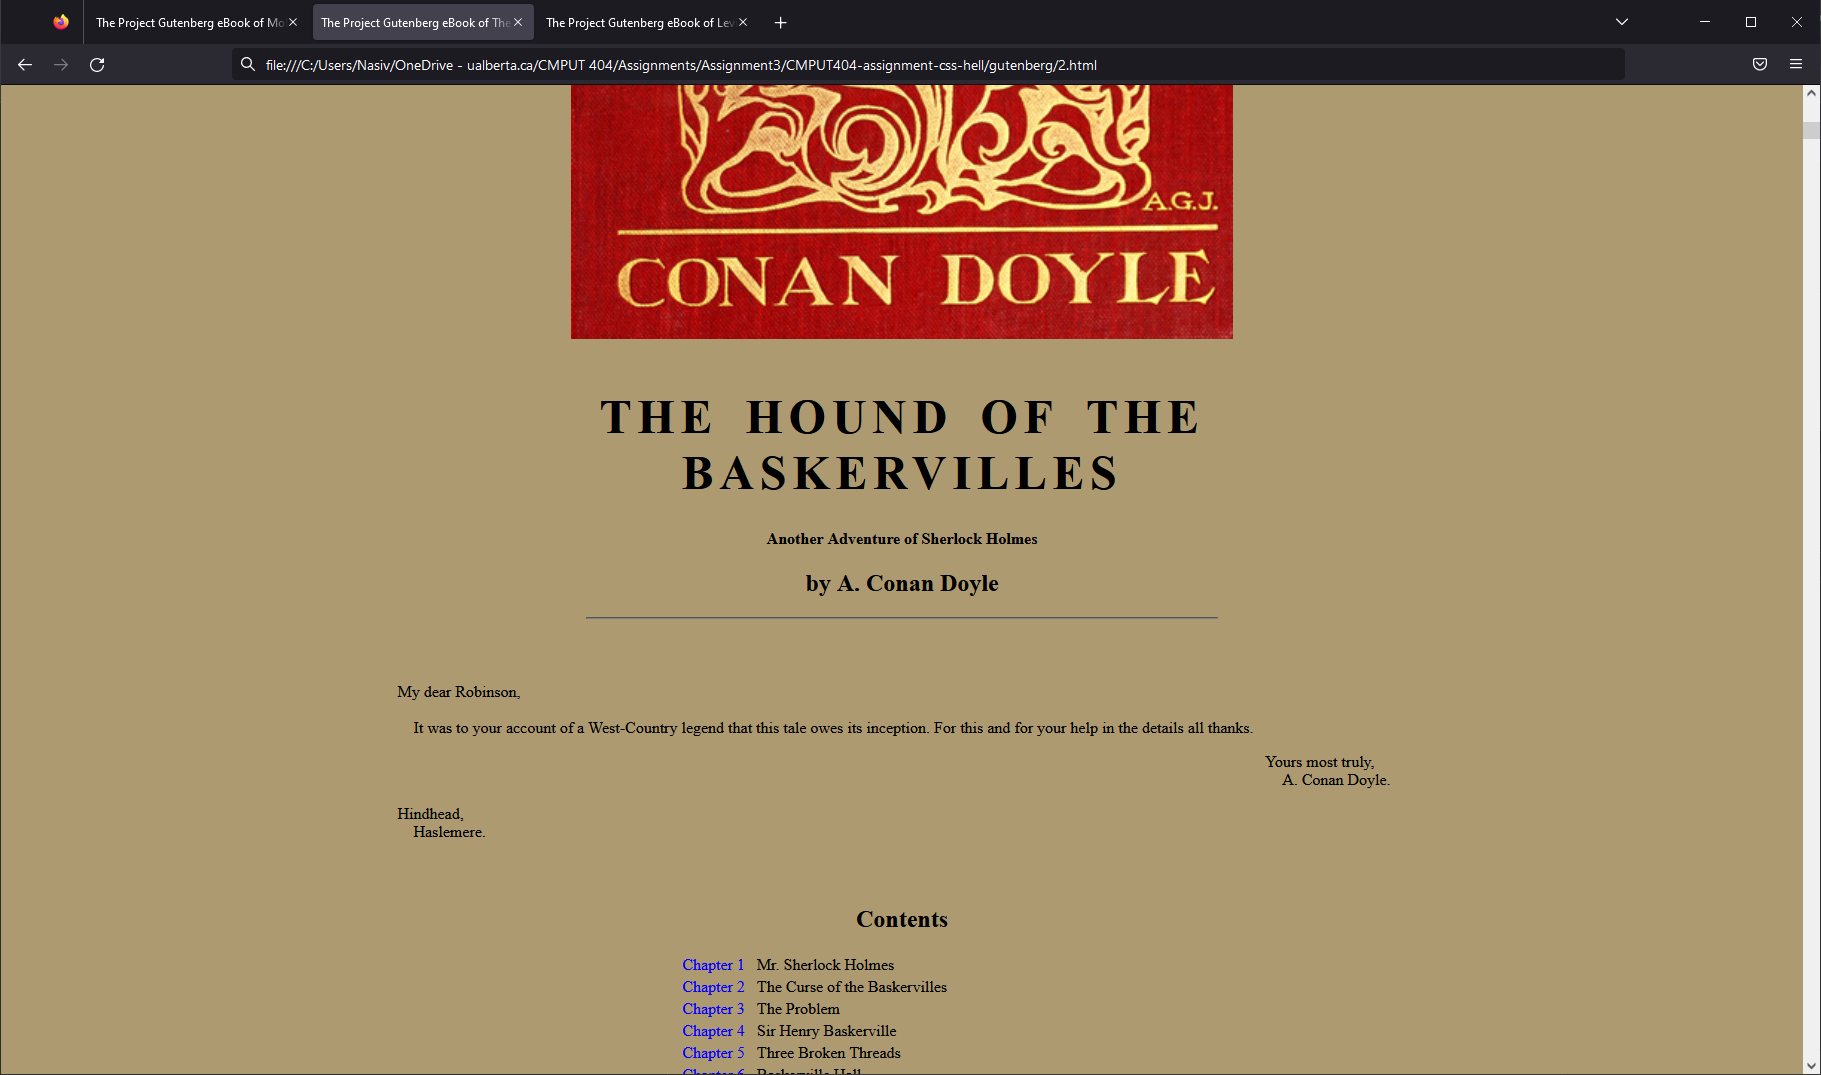 The Project Gutenberg eBook of Mo
The Project Gutenberg eBook of The
The Project Gutenberg eBook of Lev
file:///C:/Users/Nasiv/OneDrive - ualberta.ca/CMPUT 404/Assignments/Assignment3/CMPUT404-assignment-css-hell/gutenberg/2.html
A.G.J.
CONAN DOYLE
THE HOUND OF THE
BASKERVILLES
Another Adventure of Sherlock Holmes
by A. Conan Doyle
My dear Robinson,
It was to your account of a West-Country legend that this tale owes its inception. For this and for your help in the details all thanks.
Yours most truly,
A. Conan Doyle.
Hindhead,
Haslemere.
Contents
Chapter 1 Mr. Sherlock Holmes
Chapter 2 The Curse of the Baskervilles
Chapter 3 The Problem
Chapter 4 Sir Henry Baskerville
Chapter 5 Three Broken Threads
Chapter 6 Baskerville Hall